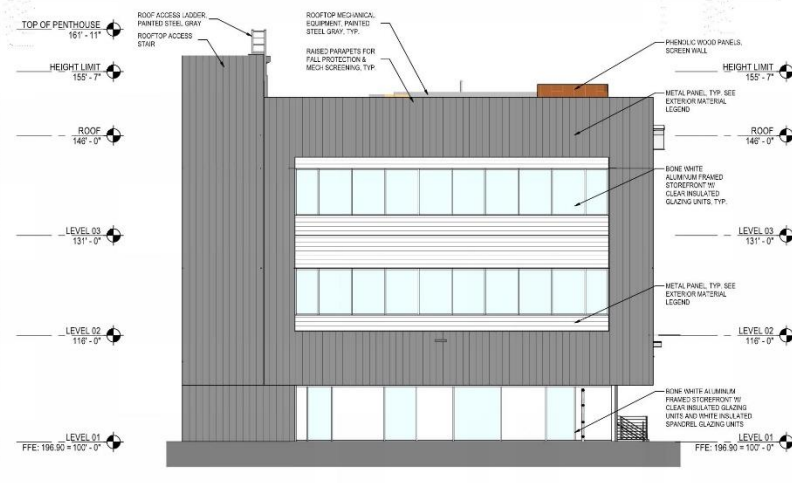 TOP OF PENTHOUSE
161' - 11"
HEIGHT LIMIT
155' - 7"
ROOF
146' - 0"
LEVEL 03
131' - 0"
LEVEL 02
116' - 0"
LEVEL 01
FFE: 196.90 = 100' - 0"
ROOF ACCESS LADDER,
PAINTED STEEL GRAY
ROOFTOP ACCESS
STAIR
ROOFTOP MECHANICAL
EQUIPMENT, PAINTED
STEEL GRAY, TYP.
RAISED PARAPETS FOR
FALL PROTECTION &
MECH SCREENING, TYP.
PHENOLIC WOOD PANELS,
SCREEN WALL
METAL PANEL, TYP. SEE
EXTERIOR MATERIAL
LEGEND
BONE WHITE
ALUMINUM FRAMED
STOREFRONT W/
CLEAR INSULATED
GLAZING UNITS, TYP.
METAL PANEL, TYP. SEE
EXTERIOR MATERIAL
LEGEND
BONE WHITE ALUMINUM
FRAMED STOREFRONT W/
CLEAR INSULATED GLAZING
UNITS AND WHITE INSULATED
SPANDREL GLAZING UNITS
TOP OF PENTHOUSE
161' - 11"
HEIGHT LIMIT
155' - 7"
ROOF
146' - 0"
LEVEL 03
131' - 0"
LEVEL 02
116' - 0"
LEVEL 01
FFE: 196.90 = 100' - 0"